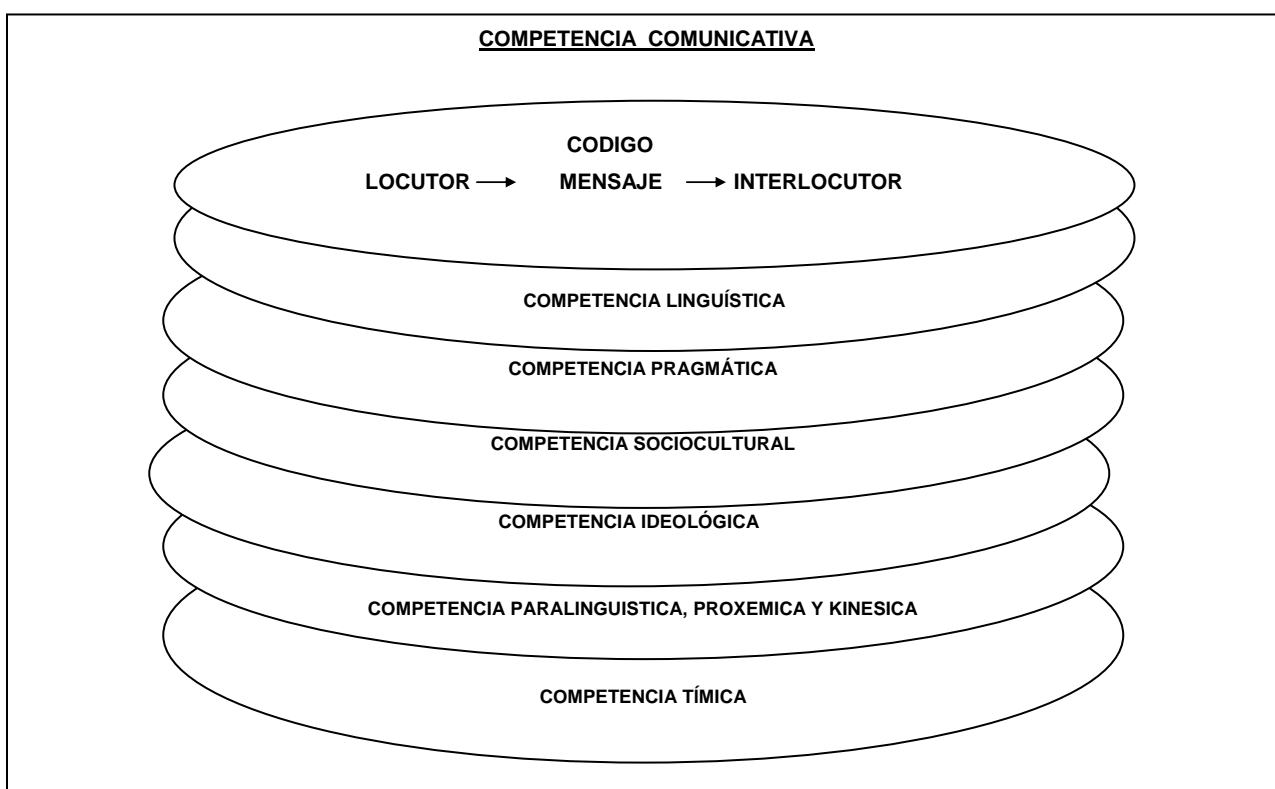 COMPETENCIA COMUNICATIVA
CODIGO
LOCUTOR → MENSAJE → INTERLOCUTOR
COMPETENCIA LINGUÍSTICA
COMPETENCIA PRAGMÁTICA
COMPETENCIA SOCIOCULTURAL
COMPETENCIA IDEOLÓGICA
COMPETENCIA PARALINGUISTICA, PROXEMICA Y KINESICA
COMPETENCIA TÍMICA